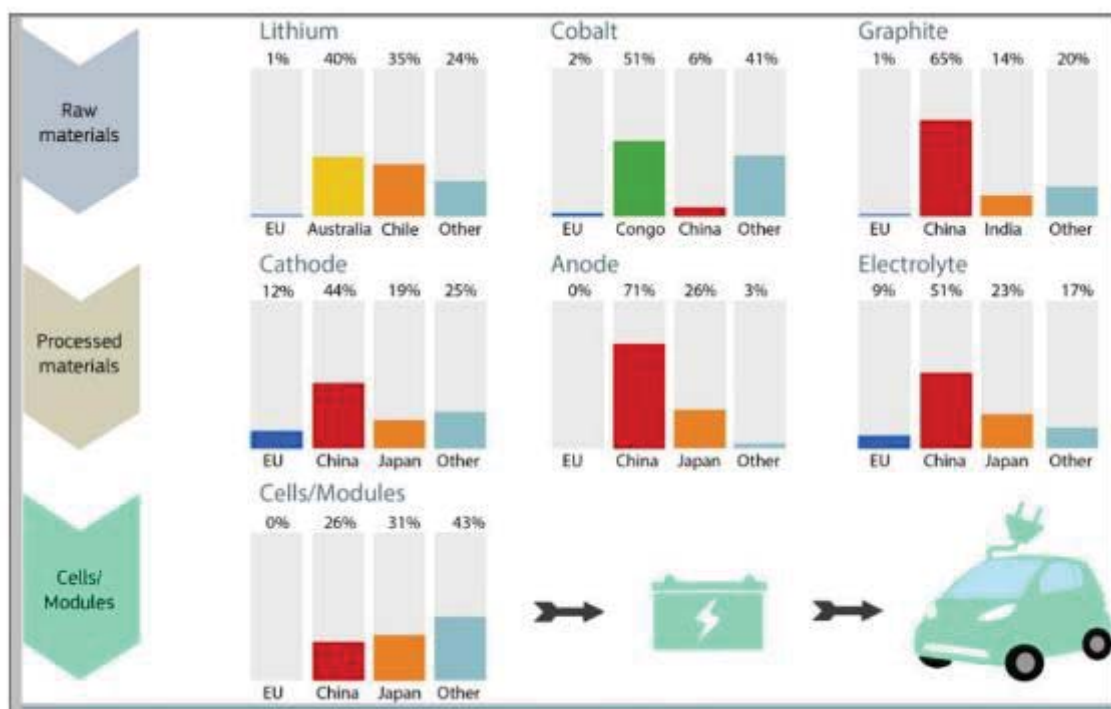 Lithium
Cobalt
Graphite
1% 40% 35% 24%
2% 51% 6% 41%
1% 65% 14% 20%
Raw
materials
EU Australia Chile Other
EU Congo China Other
EU China India Other
Cathode
Anode
Electrolyte
12% 44% 19% 25%
0% 71% 26% 3%
9% 51% 23% 17%
Processed
materials
EU China Japan Other
EU China Japan Other
EU China Japan Other
Cells/Modules
0% 26% 31% 43%
Cells/
Modules
EU China Japan Other